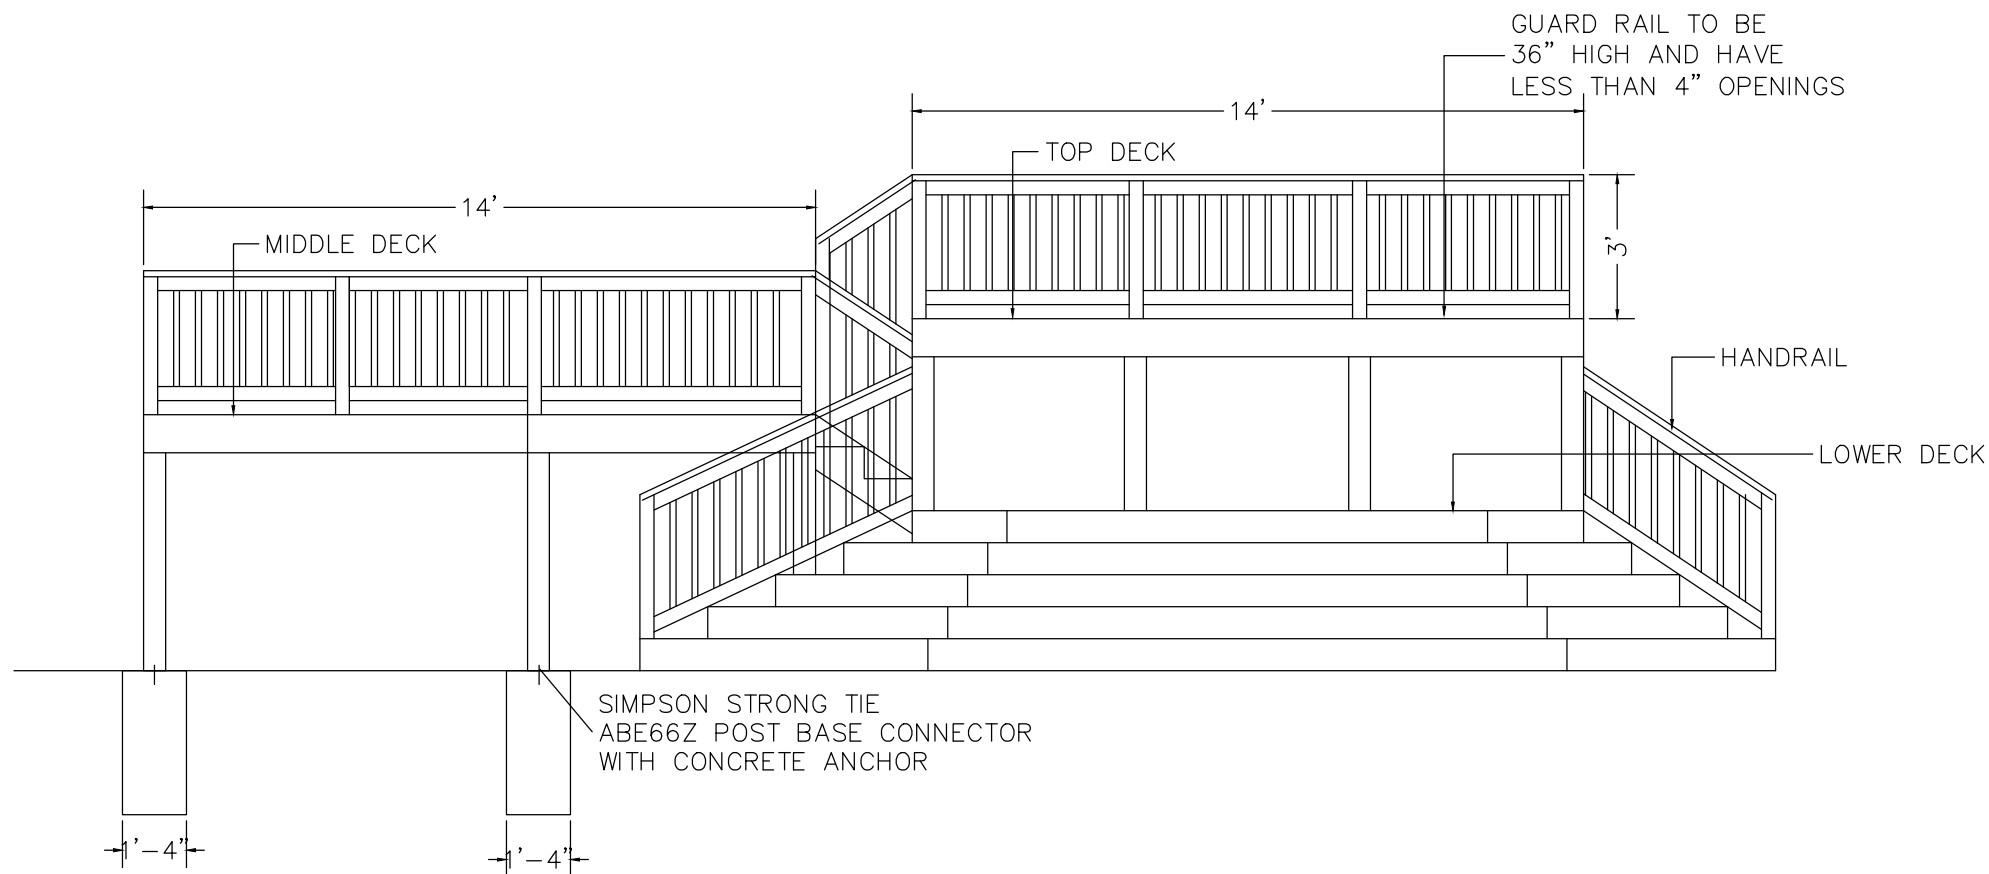 GUARD RAIL TO BE
36" HIGH AND HAVE
LESS THAN 4" OPENINGS
14'
TOP DECK
14'
MIDDLE DECK
3'
HANDRAIL
LOWER DECK
SIMPSON STRONG TIE
ABE66Z POST BASE CONNECTOR
WITH CONCRETE ANCHOR
1'-4"
1'-4"